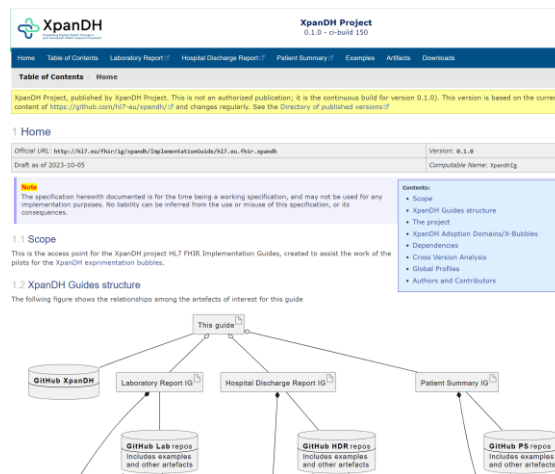 XpanDH
XpanDH Project
0.1.0 - ci-build 150
Home Table of Contents Laboratory Report Hospital Discharge Report Patient Summary Examples Artifacts Downloads
Table of Contents Home
XpanDH Project, published by XpanDH Project. This is not an authorized publication; it is the continuous build for version 0.1.0). This version is based on the current
content of https://github.com/hl7-eu/xpandh/ and changes regularly. See the Directory of published versions
1 Home
Official URL: http://hl7.eu/fhir/ig/xpandh/ImplementationGuide/hl7.eu.fhir.xpandh Version: 0.1.0
Draft as of 2023-10-05 Computable Name: XpandhIg
Note
The specification herewith documented is for the time being a working specification, and may not be used for any
implementation purposes. No liability can be inferred from the use or misuse of this specification, or its
consequences.
Contents:
Scope
XpanDH Guides structure
The project
XpanDH Adoption Domains/X-Bubbles
Dependencies
Cross Version Analysis
Global Profiles
Authors and Contributors
1.1 Scope
This is the access point for the XpanDH project HL7 FHIR Implementation Guides, created to assist the work of the
pilots for the XpanDH exprimentation bubbles.
1.2 XpanDH Guides structure
The follwing figure shows the relationships among the artefacts of interest for this guide
This guide
GitHub XpanDH
Laboratory Report IG
Hospital Discharge Report IG
Patient Summary IG
GitHub Lab repos
Includes examples
and other artefacts
GitHub HDR repos
Includes examples
and other artefacts
GitHub PS repos
Includes examples
and other artefacts